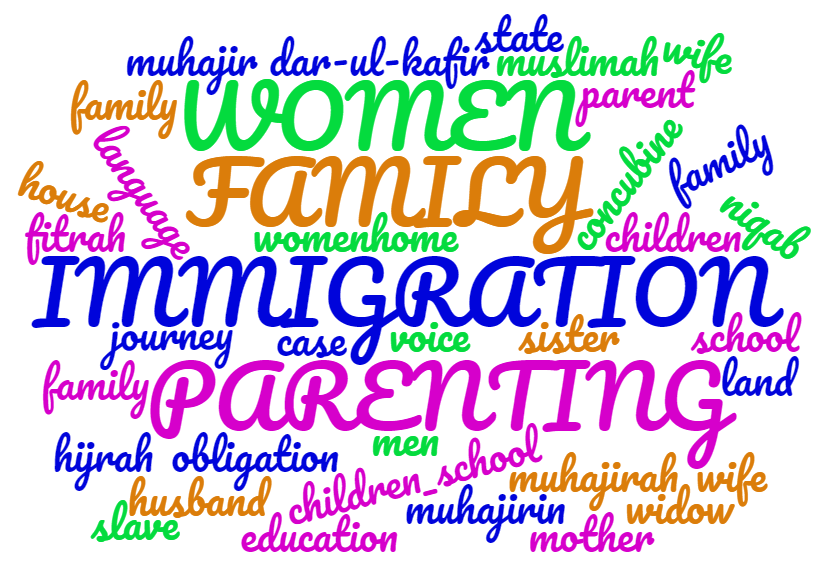 state
muhajir dar-ul-kafir
muslimah
wife
WOMEN
parent
family
language
FAMILY
concubine
family
house
niqab
fitrah
womenhome
children
IMMIGRATION
journey
case
voice
sister
school
family
PARENTING
land
hijrah obligation
men
children_school
muhajirah wife
husband
slave
muhajirin
widow
education
mother